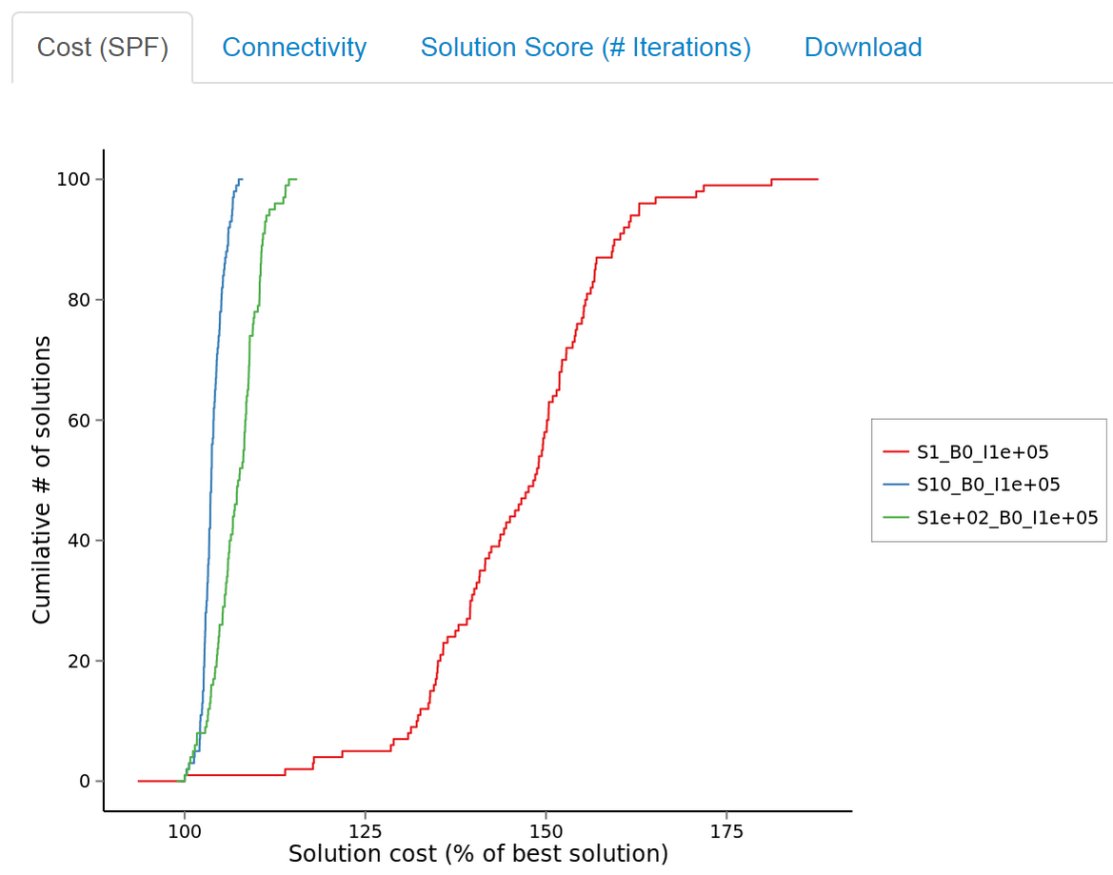 Cost (SPF) Connectivity Solution Score (# Iterations) Download
100
80
60
40
20
0
Cumilative # of solutions
S1_B0_I1e+05
S10_B0_I1e+05
S1e+02_B0_I1e+05
100 125 150 175
Solution cost (% of best solution)